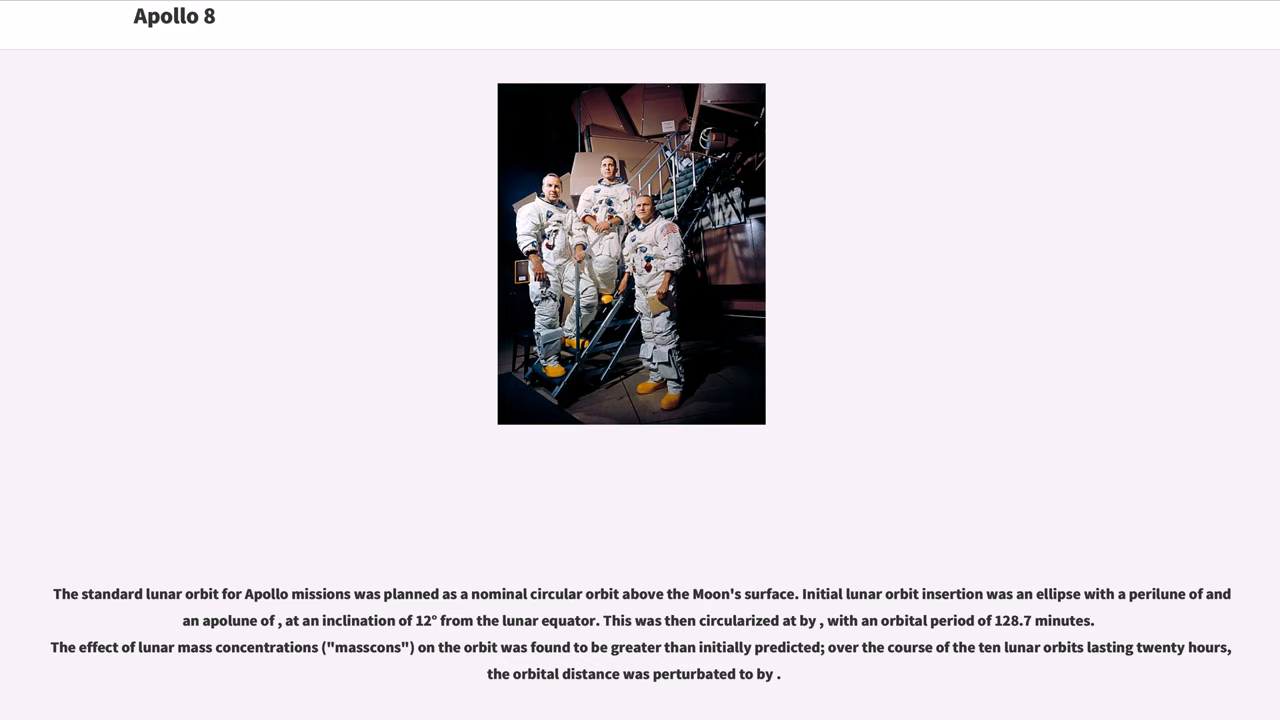 Apollo 8
The standard lunar orbit for Apollo missions was planned as a nominal circular orbit above the Moon's surface. Initial lunar orbit insertion was an ellipse with a perilune of and
an apolune of , at an inclination of 12° from the lunar equator. This was then circularized at by , with an orbital period of 128.7 minutes.
The effect of lunar mass concentrations ("masscons") on the orbit was found to be greater than initially predicted; over the course of the ten lunar orbits lasting twenty hours,
the orbital distance was perturbated to by .